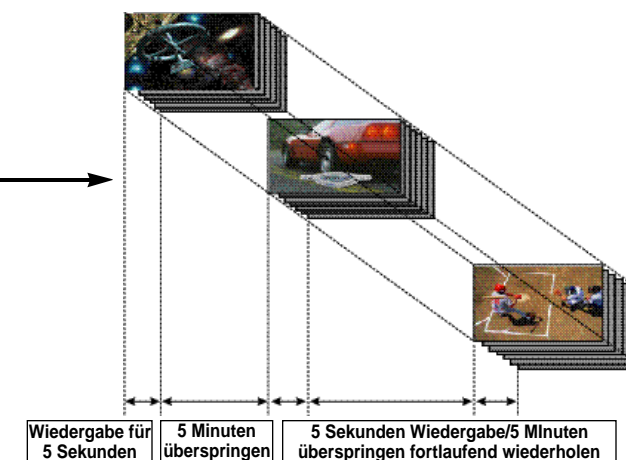 Wiedergabe für
5 Sekunden
5 Minuten
überspringen
5 Sekunden Wiedergabe/5 MInuten
überspringen fortlaufend wiederholen